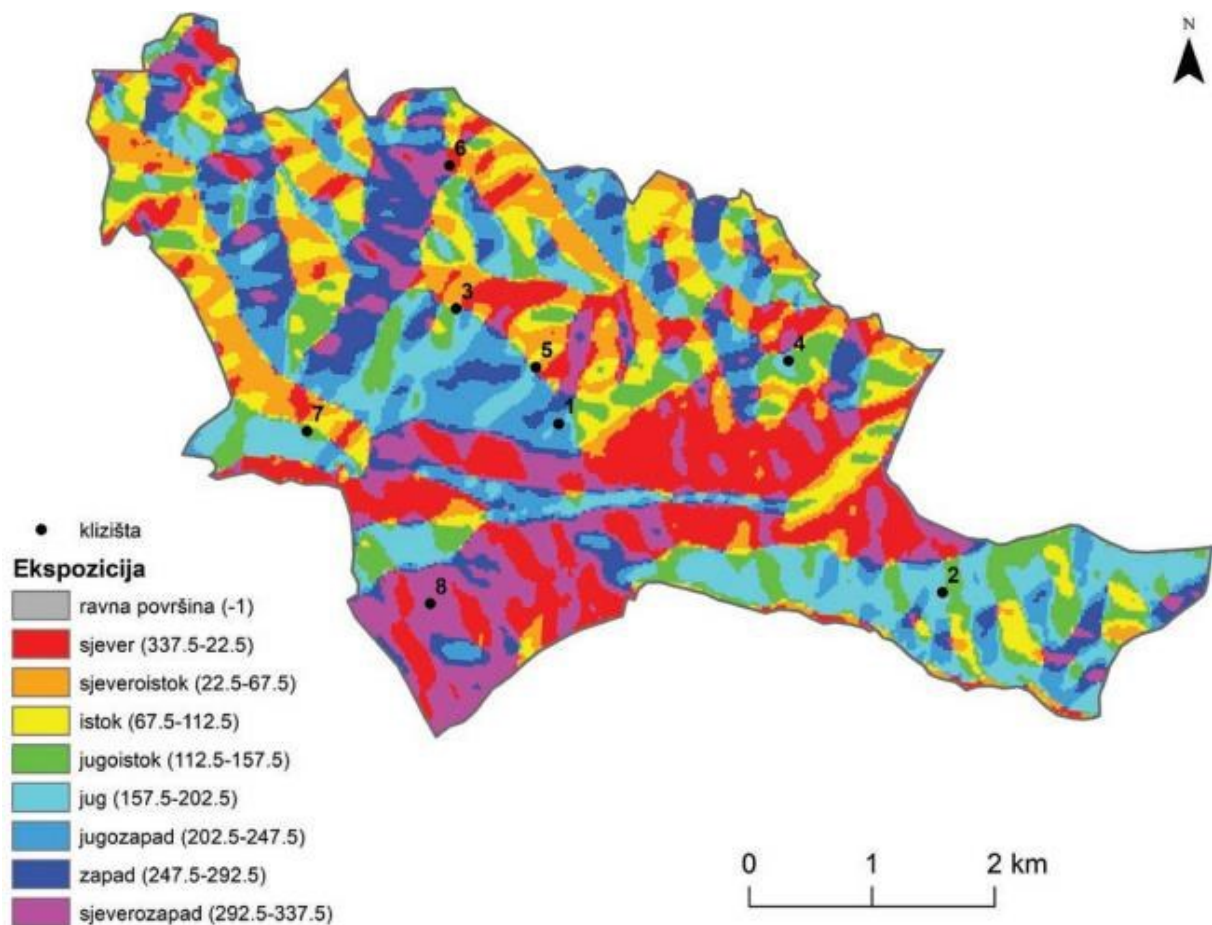 N
6
3
5
4
1
7
2
8
klizišta
Ekspozicija
ravna površina (-1)
sjever (337.5-22.5)
sjeveroistok (22.5-67.5)
istok (67.5-112.5)
jugoistok (112.5-157.5)
jug (157.5-202.5)
jugozapad (202.5-247.5)
zapad (247.5-292.5)
sjeverozapad (292.5-337.5)
0 1 2 km